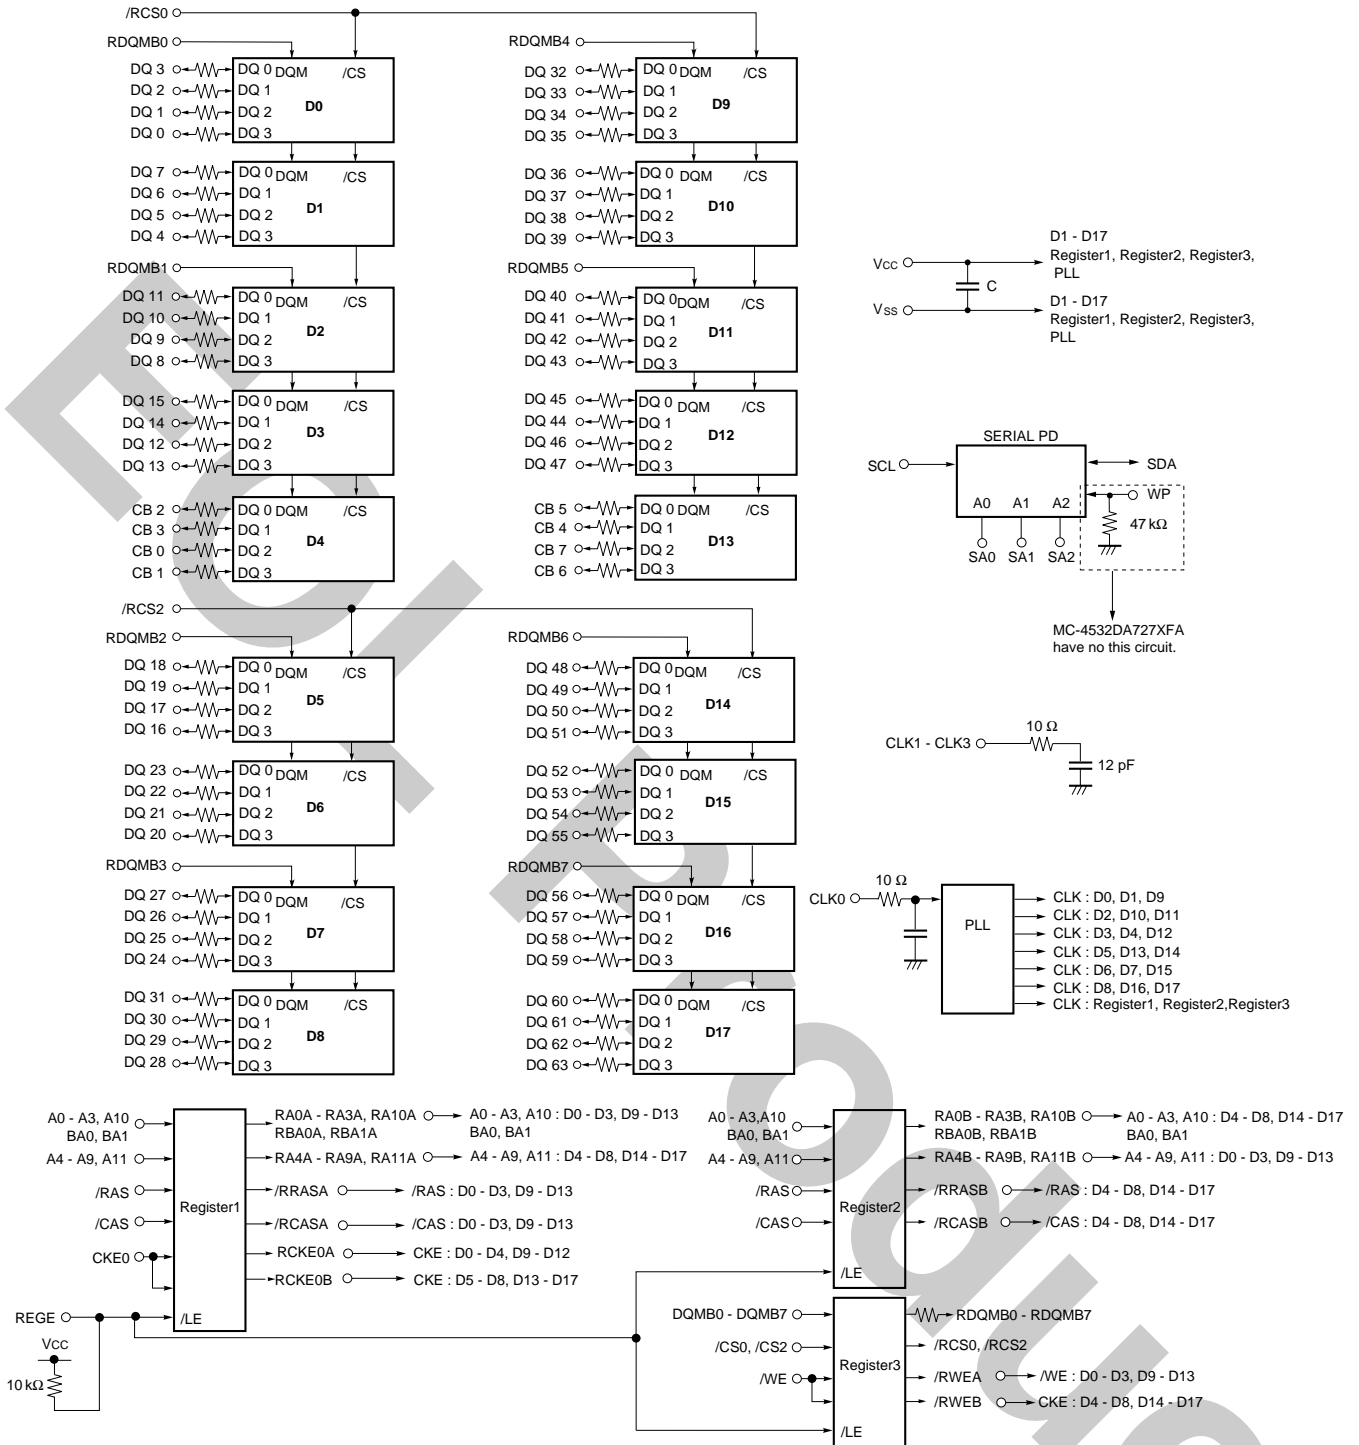 /RCS0
RDQMB0
DQ 3 DQ 0 DQM /CS
DQ 2 DQ 1
D0
DQ 1 DQ 2
DQ 0 DQ 3
DQ 7 DQ 0 DQM /CS
DQ 6 DQ 1
D1
DQ 5 DQ 2
DQ 4 DQ 3
RDQMB1
DQ 11 DQ 0 DQM /CS
DQ 10 DQ 1
D2
DQ 9 DQ 2
DQ 8 DQ 3
DQ 15 DQ 0 DQM /CS
DQ 14 DQ 1
D3
DQ 12 DQ 2
DQ 13 DQ 3
CB 2 DQ 0 DQM /CS
CB 3 DQ 1
D4
CB 0 DQ 2
CB 1 DQ 3
RDQMB4
DQ 32 DQ 0 DQM /CS
DQ 33 DQ 1
D9
DQ 34 DQ 2
DQ 35 DQ 3
DQ 36 DQ 0 DQM /CS
DQ 37 DQ 1
D10
DQ 38 DQ 2
DQ 39 DQ 3
RDQMB5
DQ 40 DQ 0 DQM /CS
DQ 41 DQ 1
D11
DQ 42 DQ 2
DQ 43 DQ 3
DQ 45 DQ 0 DQM /CS
DQ 44 DQ 1
D12
DQ 46 DQ 2
DQ 47 DQ 3
CB 5 DQ 0 DQM /CS
CB 4 DQ 1
D13
CB 7 DQ 2
CB 6 DQ 3
/RCS2
RDQMB2
DQ 18 DQ 0 DQM /CS
DQ 19 DQ 1
D5
DQ 17 DQ 2
DQ 16 DQ 3
DQ 23 DQ 0 DQM /CS
DQ 22 DQ 1
D6
DQ 21 DQ 2
DQ 20 DQ 3
RDQMB3
DQ 27 DQ 0 DQM /CS
DQ 26 DQ 1
D7
DQ 25 DQ 2
DQ 24 DQ 3
DQ 31 DQ 0 DQM /CS
DQ 30 DQ 1
D8
DQ 29 DQ 2
DQ 28 DQ 3
RDQMB6
DQ 48 DQ 0 DQM /CS
DQ 49 DQ 1
D14
DQ 50 DQ 2
DQ 51 DQ 3
DQ 52 DQ 0 DQM /CS
DQ 53 DQ 1
D15
DQ 54 DQ 2
DQ 55 DQ 3
RDQMB7
DQ 56 DQ 0 DQM /CS
DQ 57 DQ 1
D16
DQ 58 DQ 2
DQ 59 DQ 3
DQ 60 DQ 0 DQM /CS
DQ 61 DQ 1
D17
DQ 62 DQ 2
DQ 63 DQ 3
D1 - D17
Register1, Register2, Register3,
PLL
VCC
C
VSS
D1 - D17
Register1, Register2, Register3,
PLL
SERIAL PD
SCL SDA
WP
A0 A1 A2
47 kΩ
SA0 SA1 SA2
MC-4532DA727XFA
have no this circuit.
10 Ω
CLK1 - CLK3
12 pF
10 Ω
CLK0
PLL
CLK : D0, D1, D9
CLK : D2, D10, D11
CLK : D3, D4, D12
CLK : D5, D13, D14
CLK : D6, D7, D15
CLK : D8, D16, D17
CLK : Register1, Register2,Register3
A0 - A3, A10
BA0, BA1
A4 - A9, A11
/RAS
/CAS
CKE0
REGE
VCC
10 kΩ
Register1
/LE
RA0A - RA3A, RA10A A0 - A3, A10 : D0 - D3, D9 - D13
RBA0A, RBA1A BA0, BA1
RA4A - RA9A, RA11A A4 - A9, A11 : D4 - D8, D14 - D17
/RRASA /RAS : D0 - D3, D9 - D13
/RCASA /CAS : D0 - D3, D9 - D13
RCKE0A CKE : D0 - D4, D9 - D12
RCKE0B CKE : D5 - D8, D13 - D17
A0 - A3,A10
BA0, BA1
A4 - A9, A11
/RAS
/CAS
Register2
/LE
RA0B - RA3B, RA10B A0 - A3, A10 : D4 - D8, D14 - D17
RBA0B, RBA1B BA0, BA1
RA4B - RA9B, RA11B A4 - A9, A11 : D0 - D3, D9 - D13
/RRASB /RAS : D4 - D8, D14 - D17
/RCASB /CAS : D4 - D8, D14 - D17
DQMB0 - DQMB7
/CS0, /CS2
/WE
Register3
/LE
RDQMB0 - RDQMB7
/RCS0, /RCS2
/RWEA /WE : D0 - D3, D9 - D13
/RWEB CKE : D4 - D8, D14 - D17